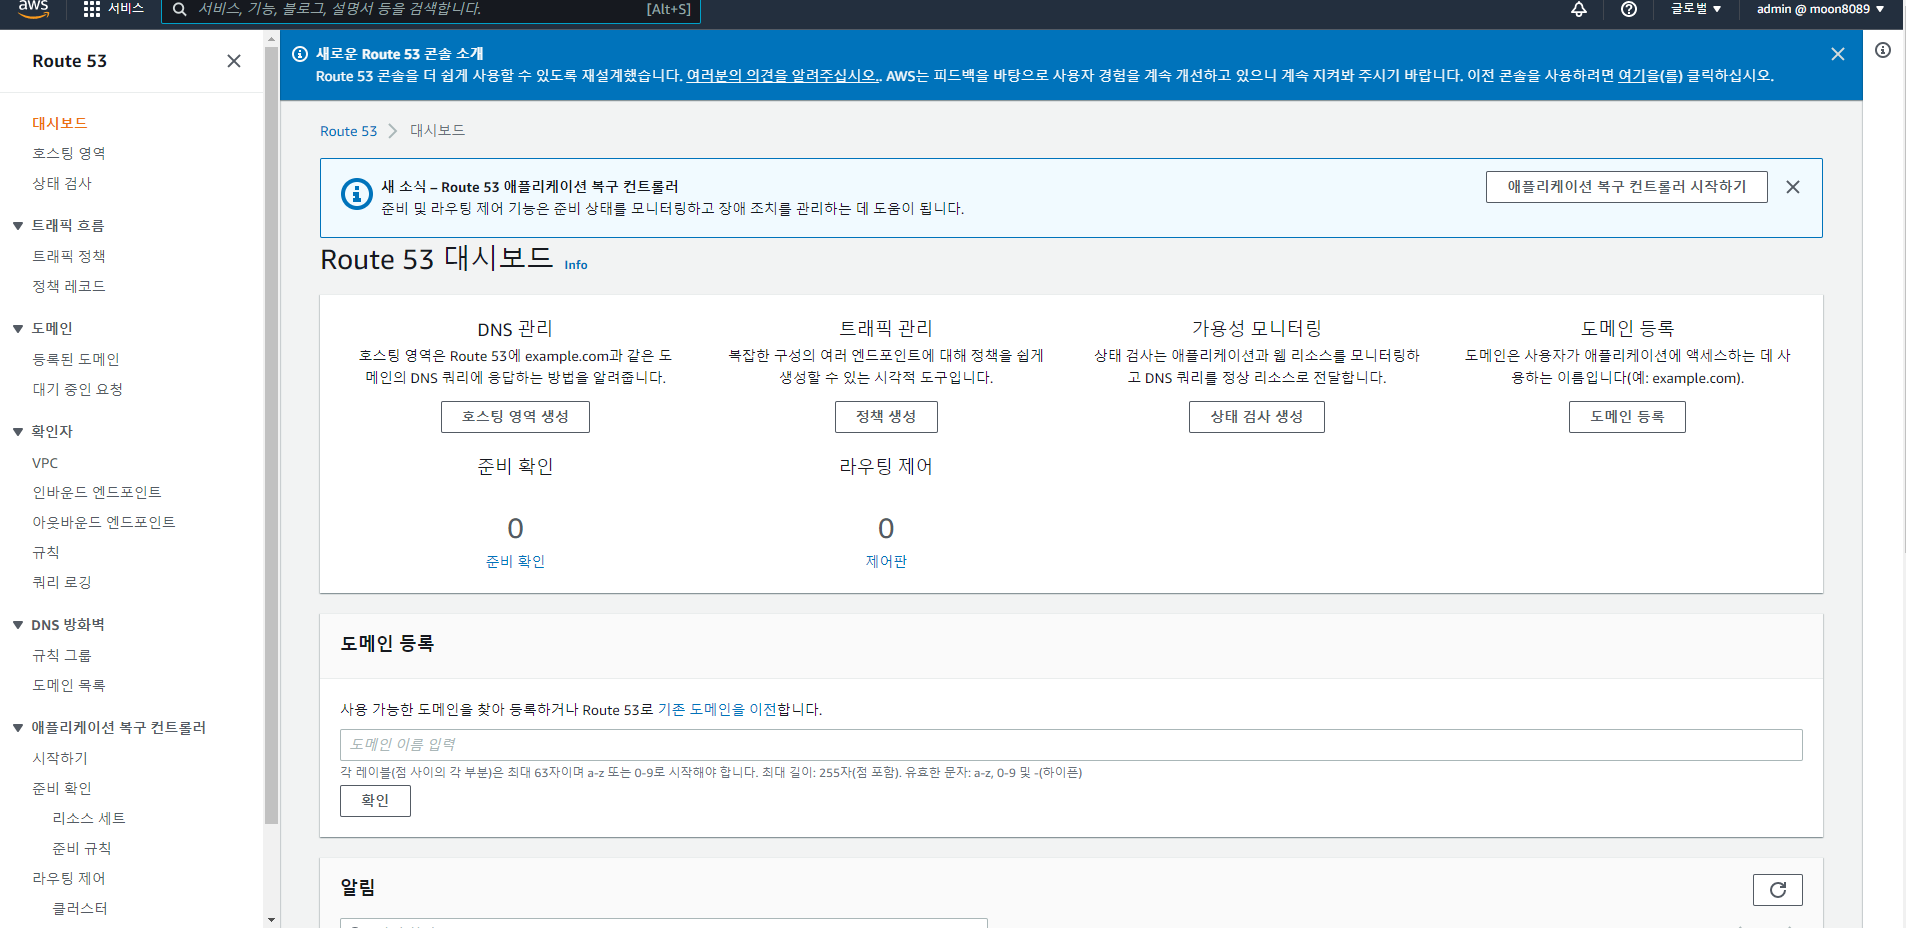 aws
서비스
서비스, 기능, 블로그, 설명서 등을 검색합니다.
[Alt+S]
글로벌 ▼
admin @ moon8089 ▼
Route 53
대시보드
호스팅 영역
상태 검사
▼ 트래픽 흐름
트래픽 정책
정책 레코드
▼ 도메인
등록된 도메인
대기 중인 요청
▼ 확인자
VPC
인바운드 엔드포인트
아웃바운드 엔드포인트
규칙
쿼리 로깅
▼ DNS 방화벽
규칙 그룹
도메인 목록
▼ 애플리케이션 복구 컨트롤러
시작하기
준비 확인
리소스 세트
준비 규칙
라우팅 제어
클러스터
새로운 Route 53 콘솔 소개
Route 53 콘솔을 더 쉽게 사용할 수 있도록 재설계했습니다. 여러분의 의견을 알려주십시오.. AWS는 피드백을 바탕으로 사용자 경험을 계속 개선하고 있으니 계속 지켜봐 주시기 바랍니다. 이전 콘솔을 사용하려면 여기을(를) 클릭하십시오.
Route 53 > 대시보드
새 소식 – Route 53 애플리케이션 복구 컨트롤러
준비 및 라우팅 제어 기능은 준비 상태를 모니터링하고 장애 조치를 관리하는 데 도움이 됩니다.
애플리케이션 복구 컨트롤러 시작하기
Route 53 대시보드 Info
DNS 관리
호스팅 영역은 Route 53에 example.com과 같은 도
메인의 DNS 쿼리에 응답하는 방법을 알려줍니다.
호스팅 영역 생성
트래픽 관리
복잡한 구성의 여러 엔드포인트에 대해 정책을 쉽게
생성할 수 있는 시각적 도구입니다.
정책 생성
가용성 모니터링
상태 검사는 애플리케이션과 웹 리소스를 모니터링하
고 DNS 쿼리를 정상 리소스로 전달합니다.
상태 검사 생성
도메인 등록
도메인은 사용자가 애플리케이션에 액세스하는 데 사
용하는 이름입니다(예: example.com).
도메인 등록
준비 확인
0
준비 확인
라우팅 제어
0
제어판
도메인 등록
사용 가능한 도메인을 찾아 등록하거나 Route 53로 기존 도메인을 이전합니다.
도메인 이름 입력
각 레이블(점 사이의 각 부분)은 최대 63자이며 a-z 또는 0-9로 시작해야 합니다. 최대 길이: 255자(점 포함). 유효한 문자: a-z, 0-9 및 -(하이픈)
확인
알림